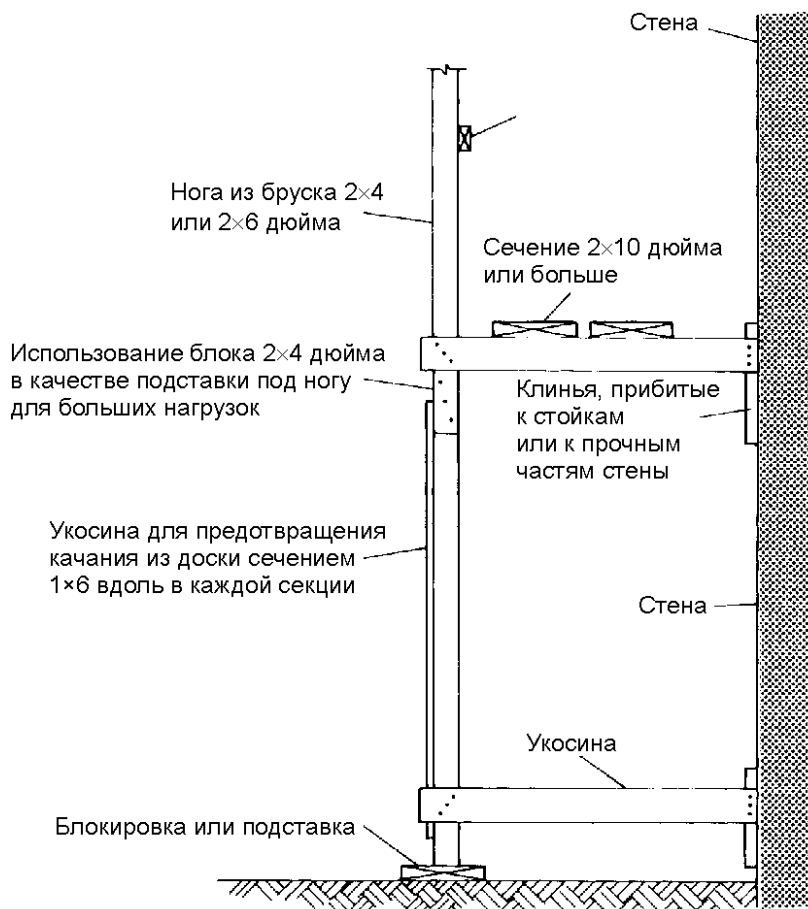 Стена
Нога из бруска 2×4
или 2×6 дюйма
Сечение 2×10 дюйма
или больше
Использование блока 2×4 дюйма
в качестве подставки под ногу
для больших нагрузок
Клинья, прибитые
к стойкам
или к прочным
частям стены
Укосина для предотвращения
качания из доски сечением
1×6 вдоль в каждой секции
Стена
Укосина
Блокировка или подставка